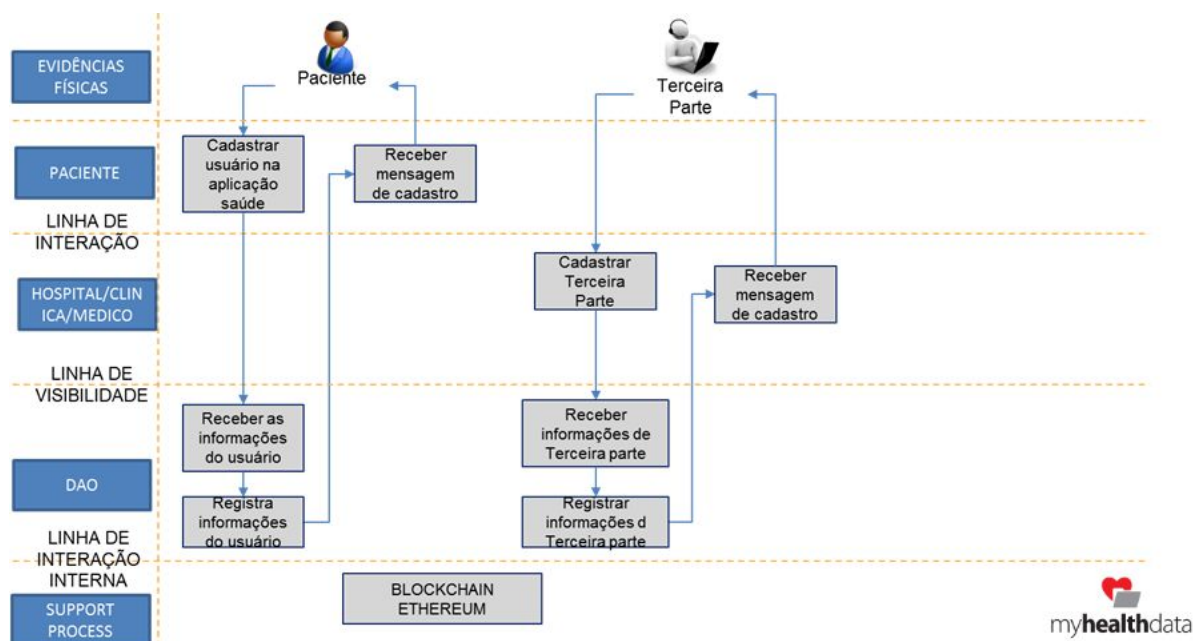 EVIDÊNCIAS
FÍSICAS
Paciente
Terceira
Parte
PACIENTE
Cadastrar
usuário na
aplicação
saúde
Receber
mensagem
de cadastro
LINHA DE
INTERAÇÃO
HOSPITAL/CLIN
ICA/MEDICO
Cadastrar
Terceira
Parte
Receber
mensagem
de cadastro
LINHA DE
VISIBILIDADE
Receber as
informações
do usuário
Receber
informações de
Terceira parte
DAO
Registra
informações
do usuário
Registrar
informações d
Terceira parte
LINHA DE
INTERAÇÃO
INTERNA
BLOCKCHAIN
ETHEREUM
SUPPORT
PROCESS
myhealthdata